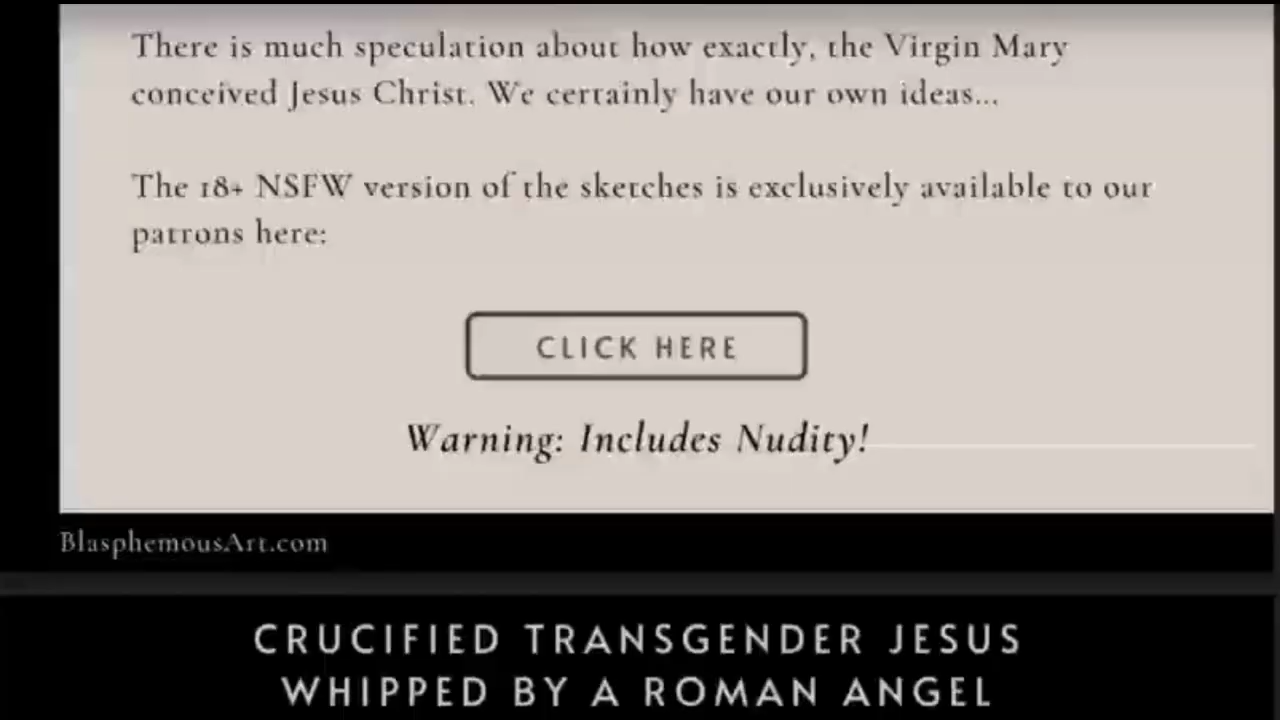 There is much speculation about how exactly, the Virgin Mary
conceived Jesus Christ. We certainly have our own ideas...
The 18+ NSFW version of the sketches is exclusively available to our
patrons here:
CLICK HERE
Warning: Includes Nudity!
BlasphemousArt.com
CRUCIFIED TRANSGENDER JESUS
WHIPPED BY A ROMAN ANGEL